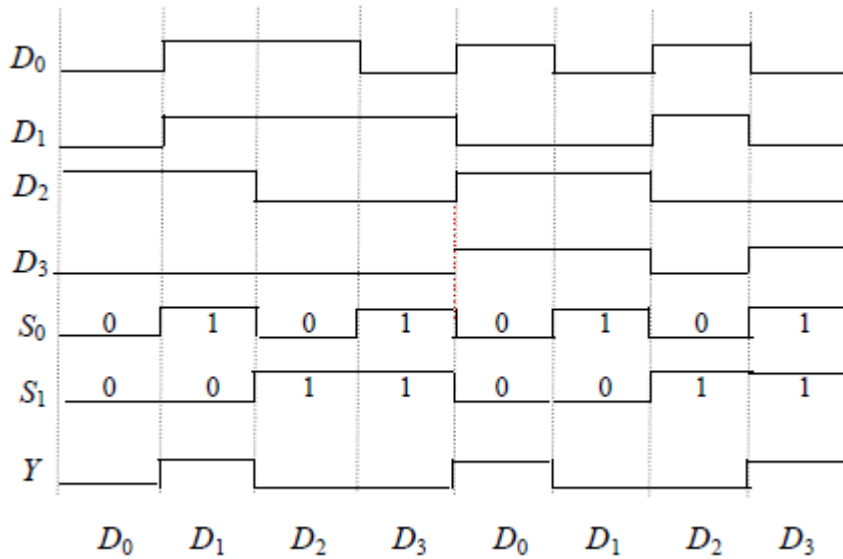 D₀
D₁
D₂
D₃
S₀ 0 1 0 1 0 1 0 1
S₁ 0 0 1 1 0 0 1 1
Y
D₀ D₁ D₂ D₃ D₀ D₁ D₂ D₃